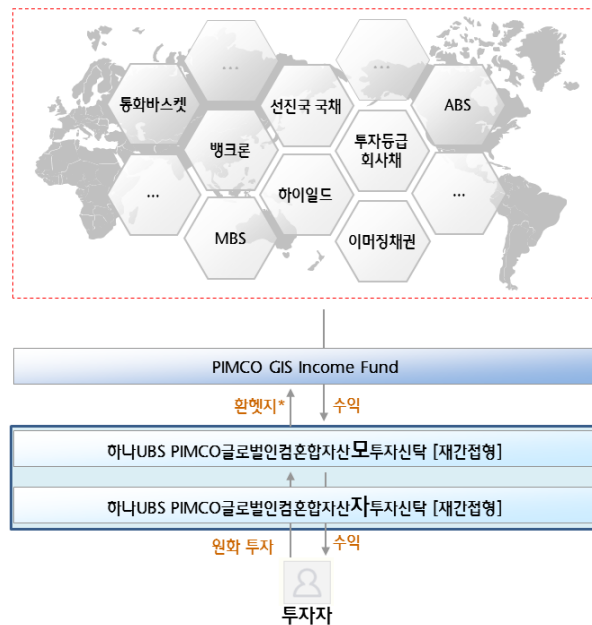 ...
...
통화바스켓
선진국 국채
ABS
뱅크론
투자등급
회사채
...
하이일드
...
MBS
이머징채권
PIMCO GIS Income Fund
환헷지*
수익
하나UBS PIMCO글로벌인컴혼합자산모투자신탁 [재간접형]
하나UBS PIMCO글로벌인컴혼합자산자투자신탁 [재간접형]
원화 투자
수익
투자자